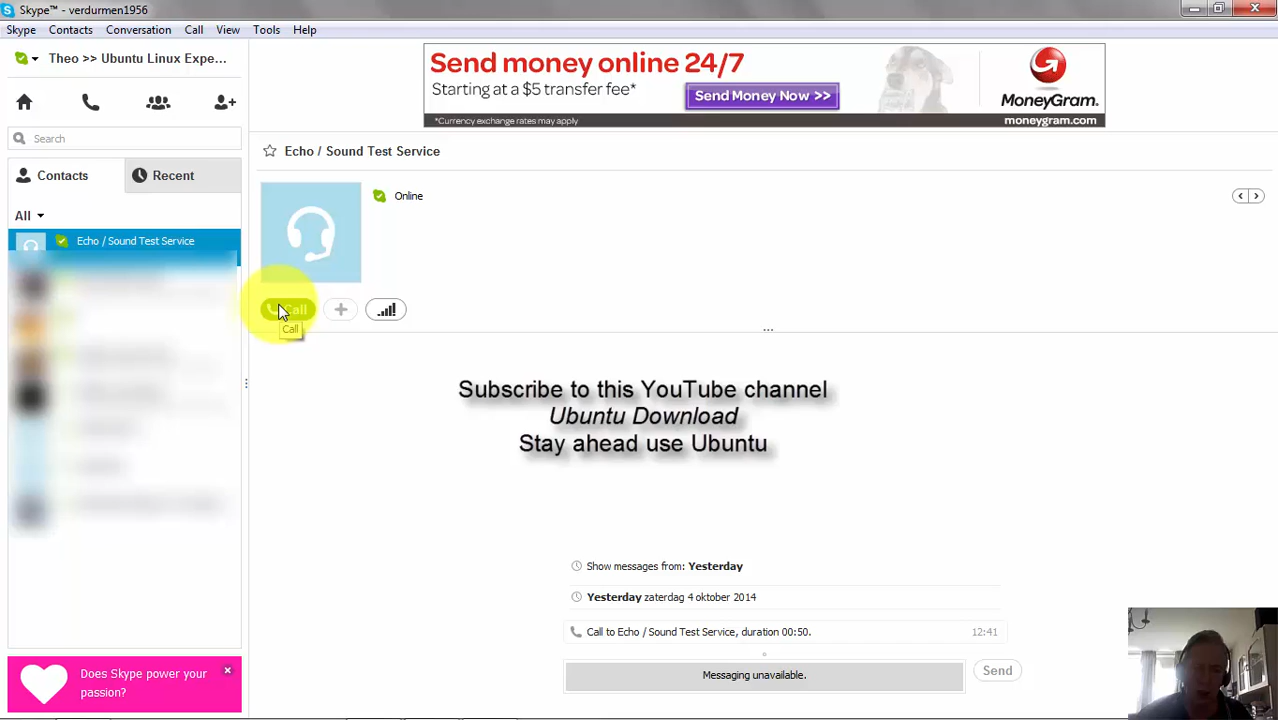 Skype™ - verdurmen1956
Skype Contacts Conversation Call View Tools Help
Theo >> Ubuntu Linux Expe...
Search
Contacts
Recent
All
Echo / Sound Test Service
Does Skype power your
passion?
Send money online 24/7
Starting at a $5 transfer fee*
Send Money Now >>
*Currency exchange rates may apply
MoneyGram.
moneygram.com
Echo / Sound Test Service
Online
Call
Call
Subscribe to this YouTube channel
Ubuntu Download
Stay ahead use Ubuntu
Show messages from: Yesterday
Yesterday zaterdag 4 oktober 2014
Call to Echo / Sound Test Service, duration 00:50.
12:41
Messaging unavailable.
Send